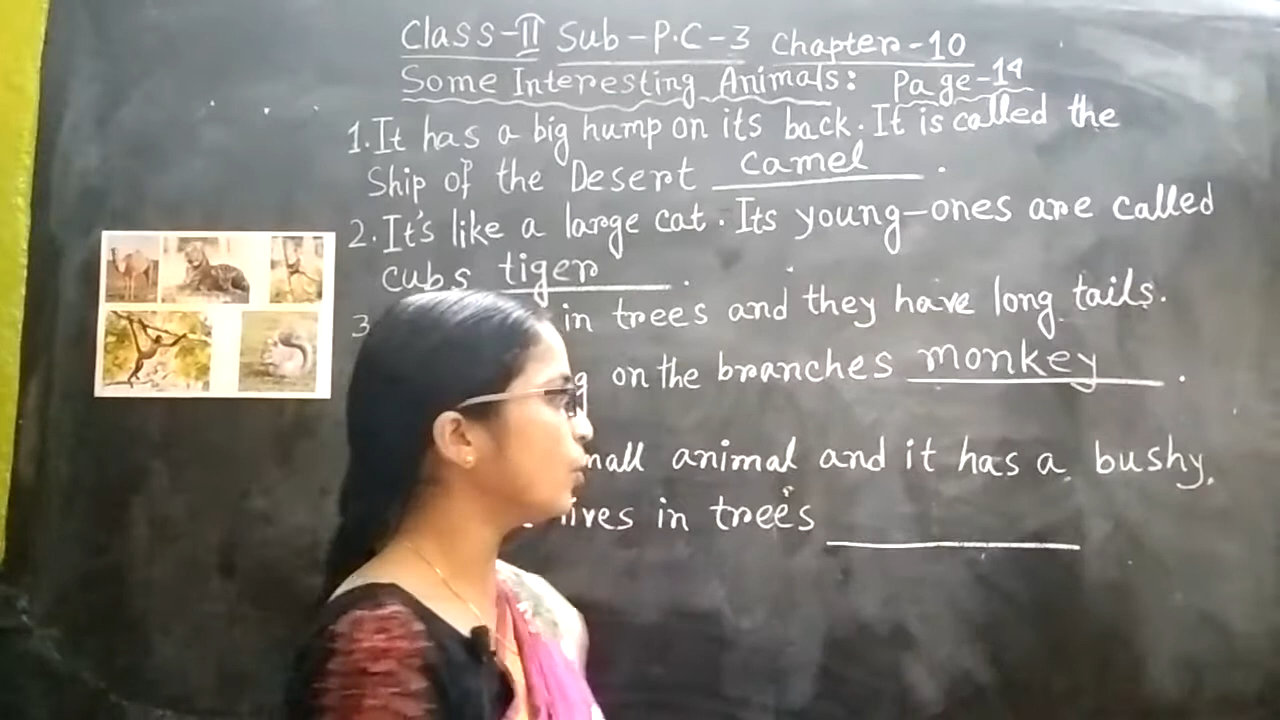 Class-II Sub-P.C-3 Chapter-10
Some Interesting Animals: Page-14
1. It has a big hump on its back. It is called the
Ship of the Desert camel.
2. It's like a large cat. Its young-ones are called
cubs tiger.
3 in trees and they have long tails.
on the branches monkey.
animal and it has a bushy
lives in trees